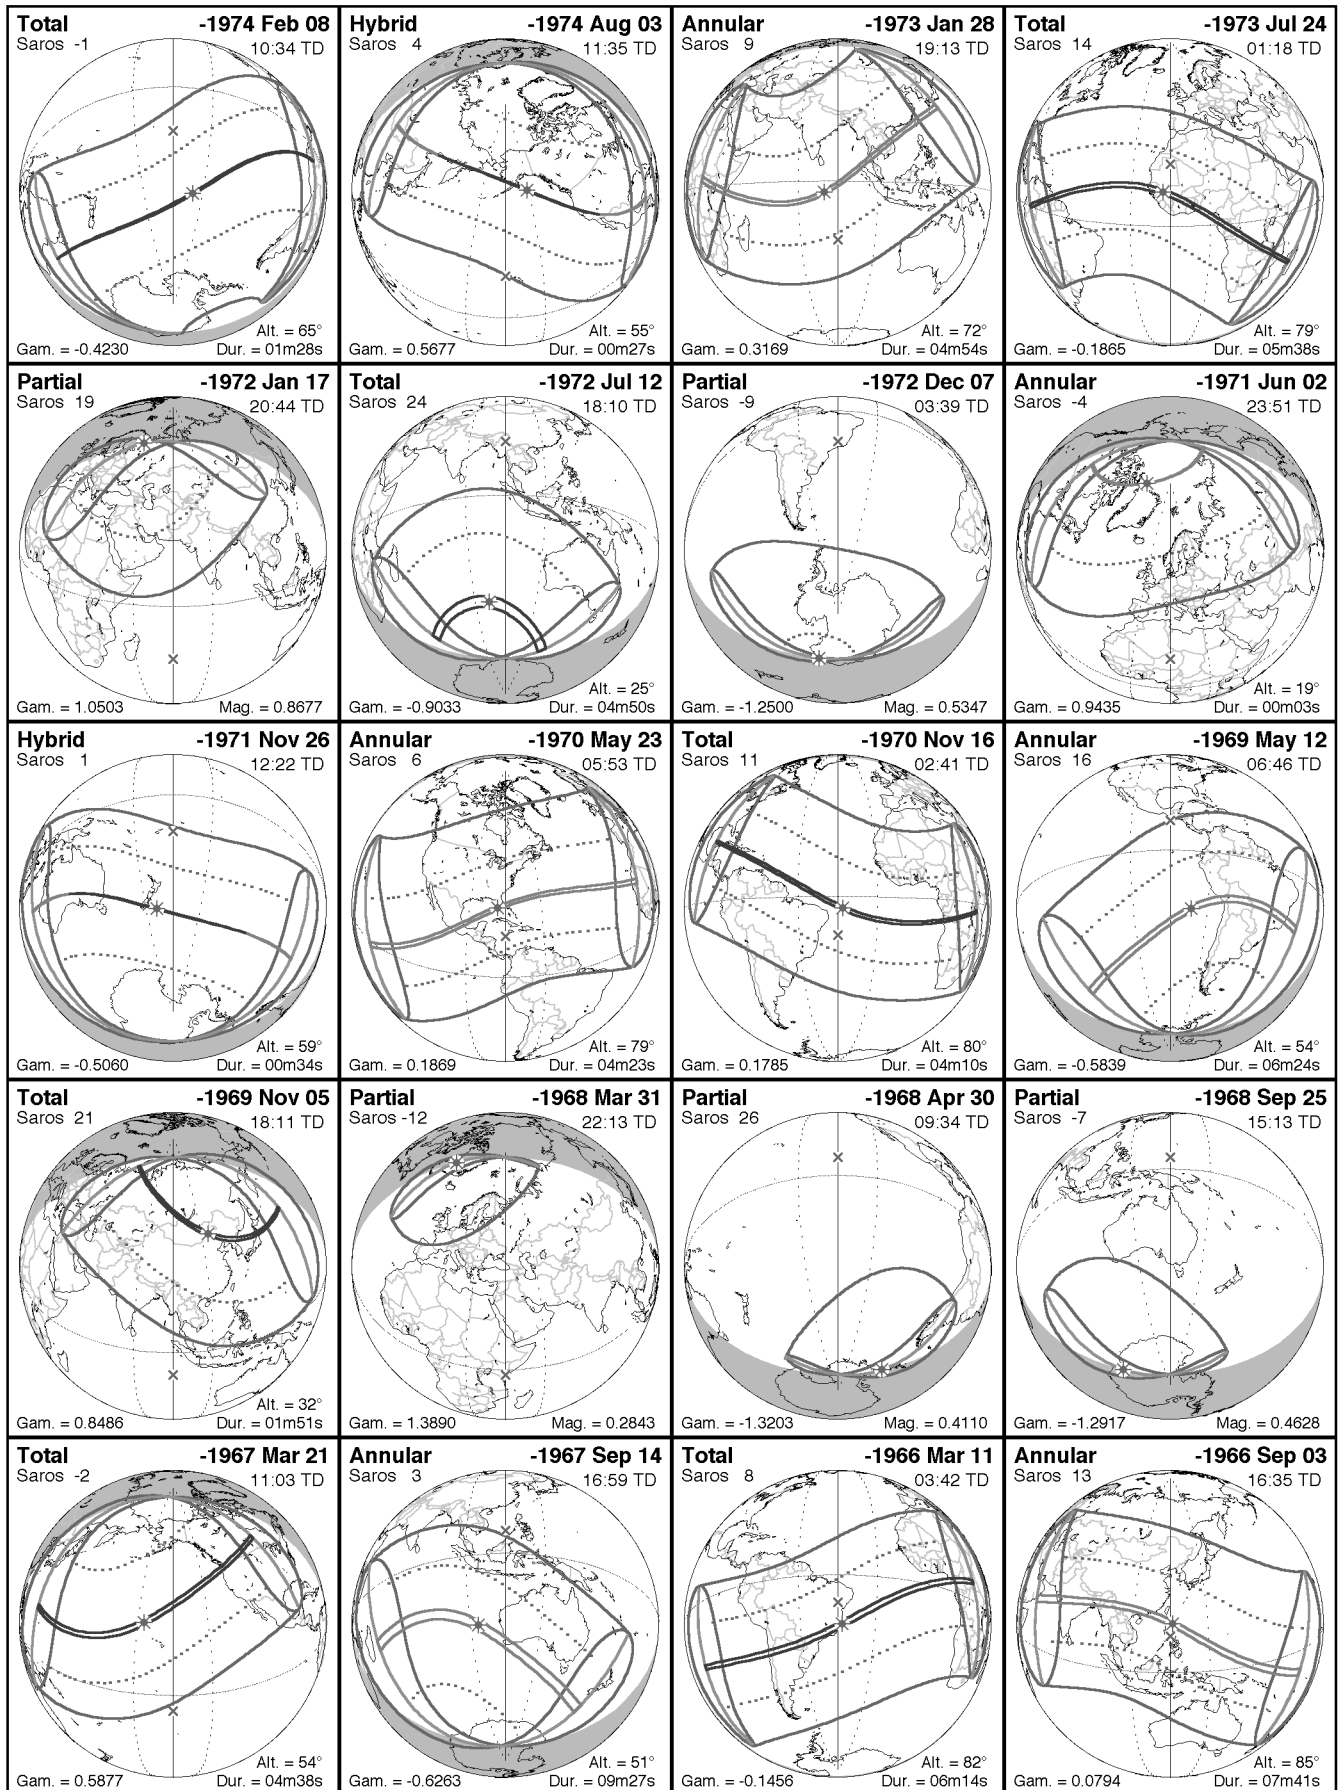 Total -1974 Feb 08
Saros -1 10:34 TD
Alt. = 65°
Gam. = -0.4230 Dur. = 01m28s
Hybrid -1974 Aug 03
Saros 4 11:35 TD
Alt. = 55°
Gam. = 0.5677 Dur. = 00m27s
Annular -1973 Jan 28
Saros 9 19:13 TD
Alt. = 72°
Gam. = 0.3169 Dur. = 04m54s
Total -1973 Jul 24
Saros 14 01:18 TD
Alt. = 79°
Gam. = -0.1865 Dur. = 05m38s
Partial -1972 Jan 17
Saros 19 20:44 TD
Gam. = 1.0503 Mag. = 0.8677
Total -1972 Jul 12
Saros 24 18:10 TD
Alt. = 25°
Gam. = -0.9033 Dur. = 04m50s
Partial -1972 Dec 07
Saros -9 03:39 TD
Gam. = -1.2500 Mag. = 0.5347
Annular -1971 Jun 02
Saros -4 23:51 TD
Alt. = 19°
Gam. = 0.9435 Dur. = 00m03s
Hybrid -1971 Nov 26
Saros 1 12:22 TD
Alt. = 59°
Gam. = -0.5060 Dur. = 00m34s
Annular -1970 May 23
Saros 6 05:53 TD
Alt. = 79°
Gam. = 0.1869 Dur. = 04m23s
Total -1970 Nov 16
Saros 11 02:41 TD
Alt. = 80°
Gam. = 0.1785 Dur. = 04m10s
Annular -1969 May 12
Saros 16 06:46 TD
Alt. = 54°
Gam. = -0.5839 Dur. = 06m24s
Total -1969 Nov 05
Saros 21 18:11 TD
Alt. = 32°
Gam. = 0.8486 Dur. = 01m51s
Partial -1968 Mar 31
Saros -12 22:13 TD
Gam. = 1.3890 Mag. = 0.2843
Partial -1968 Apr 30
Saros 26 09:34 TD
Gam. = -1.3203 Mag. = 0.4110
Partial -1968 Sep 25
Saros -7 15:13 TD
Gam. = -1.2917 Mag. = 0.4628
Total -1967 Mar 21
Saros -2 11:03 TD
Alt. = 54°
Gam. = 0.5877 Dur. = 04m38s
Annular -1967 Sep 14
Saros 3 16:59 TD
Alt. = 51°
Gam. = -0.6263 Dur. = 09m27s
Total -1966 Mar 11
Saros 8 03:42 TD
Alt. = 82°
Gam. = -0.1456 Dur. = 06m14s
Annular -1966 Sep 03
Saros 13 16:35 TD
Alt. = 85°
Gam. = 0.0794 Dur. = 07m41s